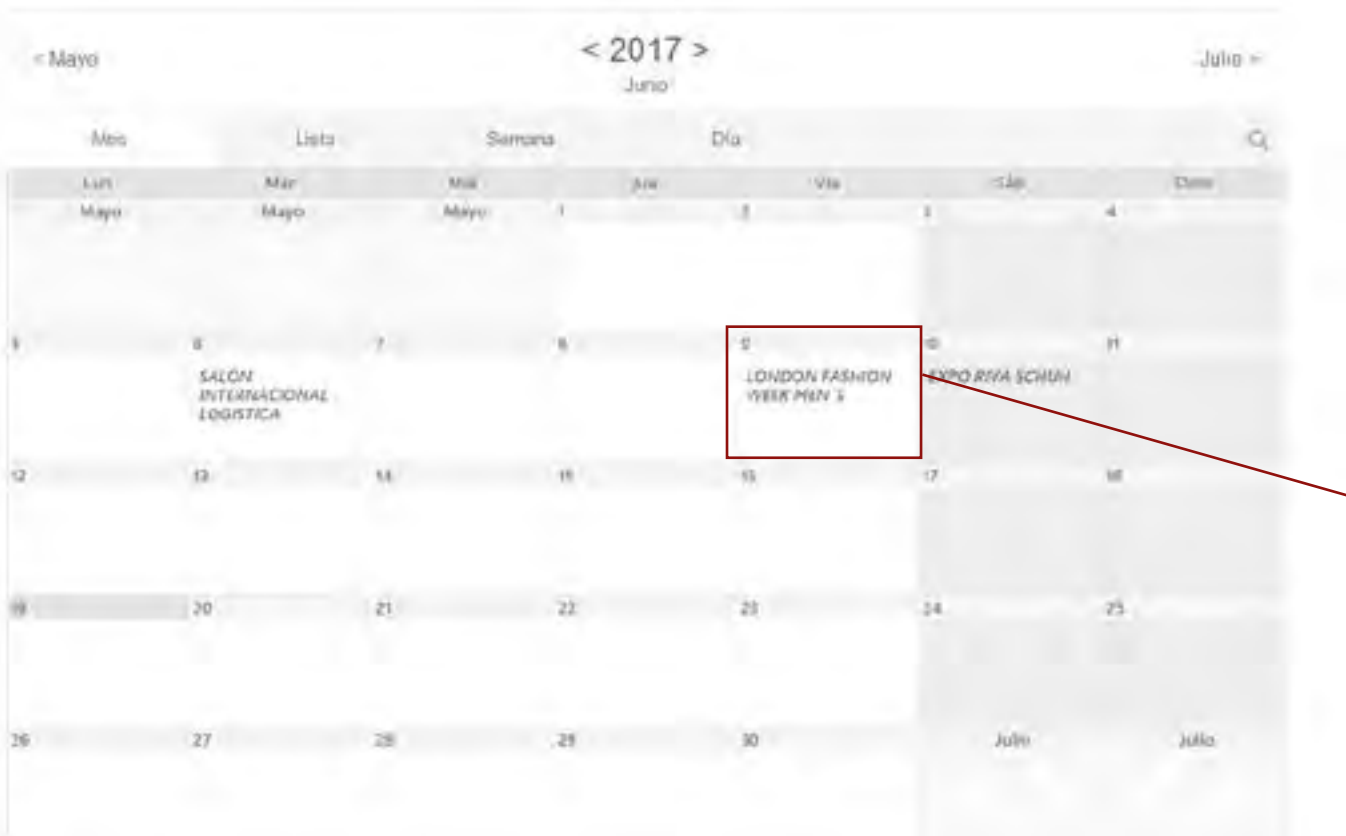 < Mayo
< 2017 >
Julio >
Junio
Mes Lista Semana Día
Lun Mar Mié Jue Vie Sáb Dom
Mayo Mayo Mayo 1 2 3 4
5 6 7 8 9 10 11
SALÓN
INTERNACIONAL
LOGISTICA
LONDON FASHION
WEEK MEN´S
EXPO RIVA SCHUH
12 13 14 15 16 17 18
19 20 21 22 23 24 25
26 27 28 29 30 Julio Julio